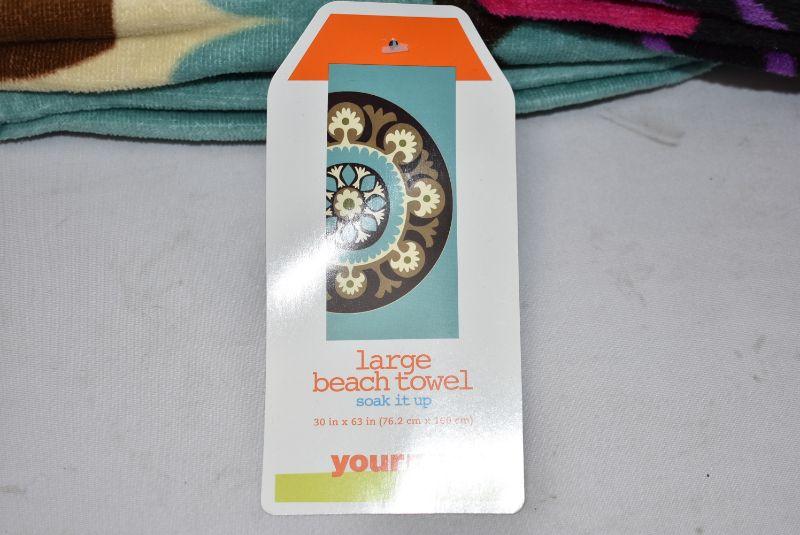 large
beach towel
soak it up
30 in x 63 in (76.2 cm x 160 cm)